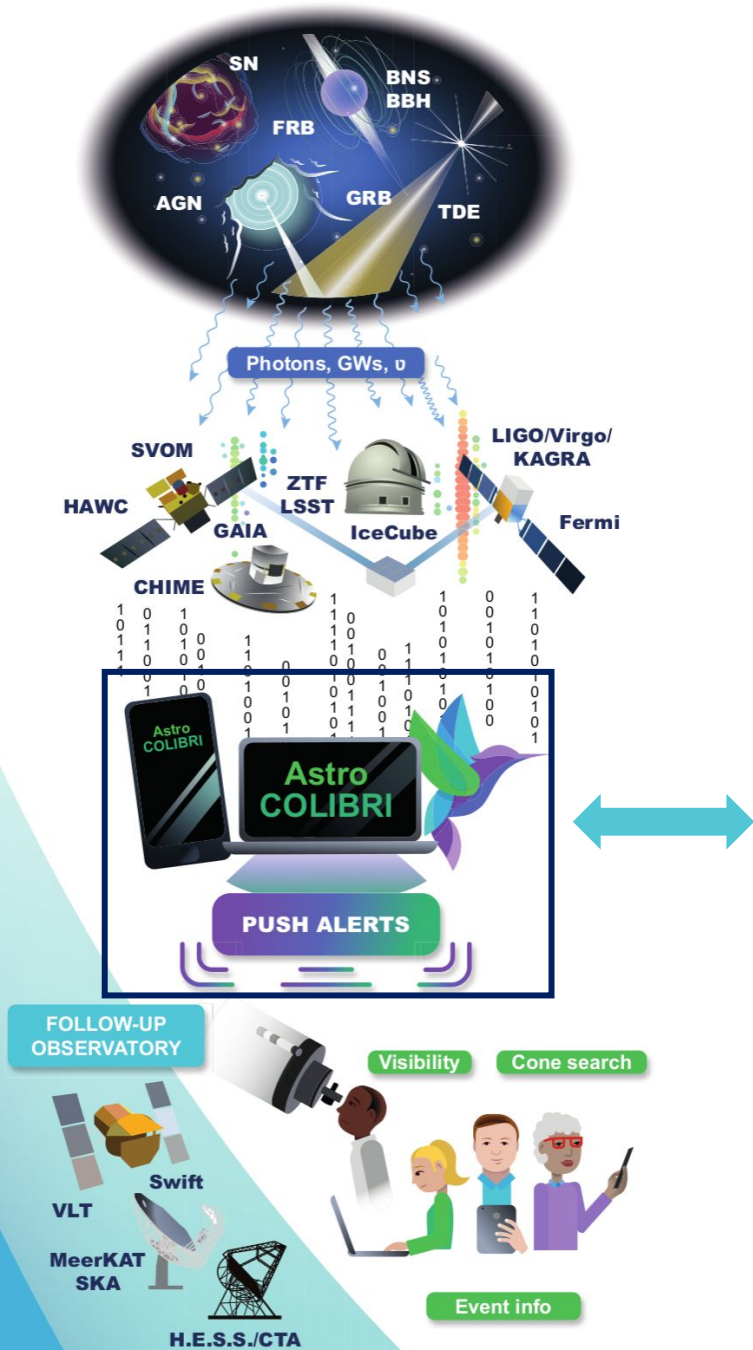 SN
BNS
BBH
FRB
AGN
GRB
TDE
Photons, GWs, υ
SVOM
LIGO/Virgo/
KAGRA
HAWC
ZTF
LSST
GAIA
IceCube
Fermi
CHIME
Astro
COLIBRI
Astro
COLIBRI
PUSH ALERTS
FOLLOW-UP
OBSERVATORY
Visibility
Cone search
Swift
VLT
MeerKAT
SKA
Event info
H.E.S.S./CTA